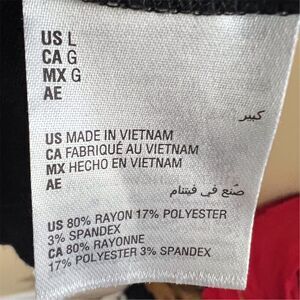 US L
CA G
MX G
AE
كبير
US MADE IN VIETNAM
CA FABRIQUÉ AU VIETNAM
MX HECHO EN VIETNAM
AE
صنع في فيتنام
US 80% RAYON 17% POLYESTER
3% SPANDEX
CA 80% RAYONNE
17% POLYESTER 3% SPANDEX